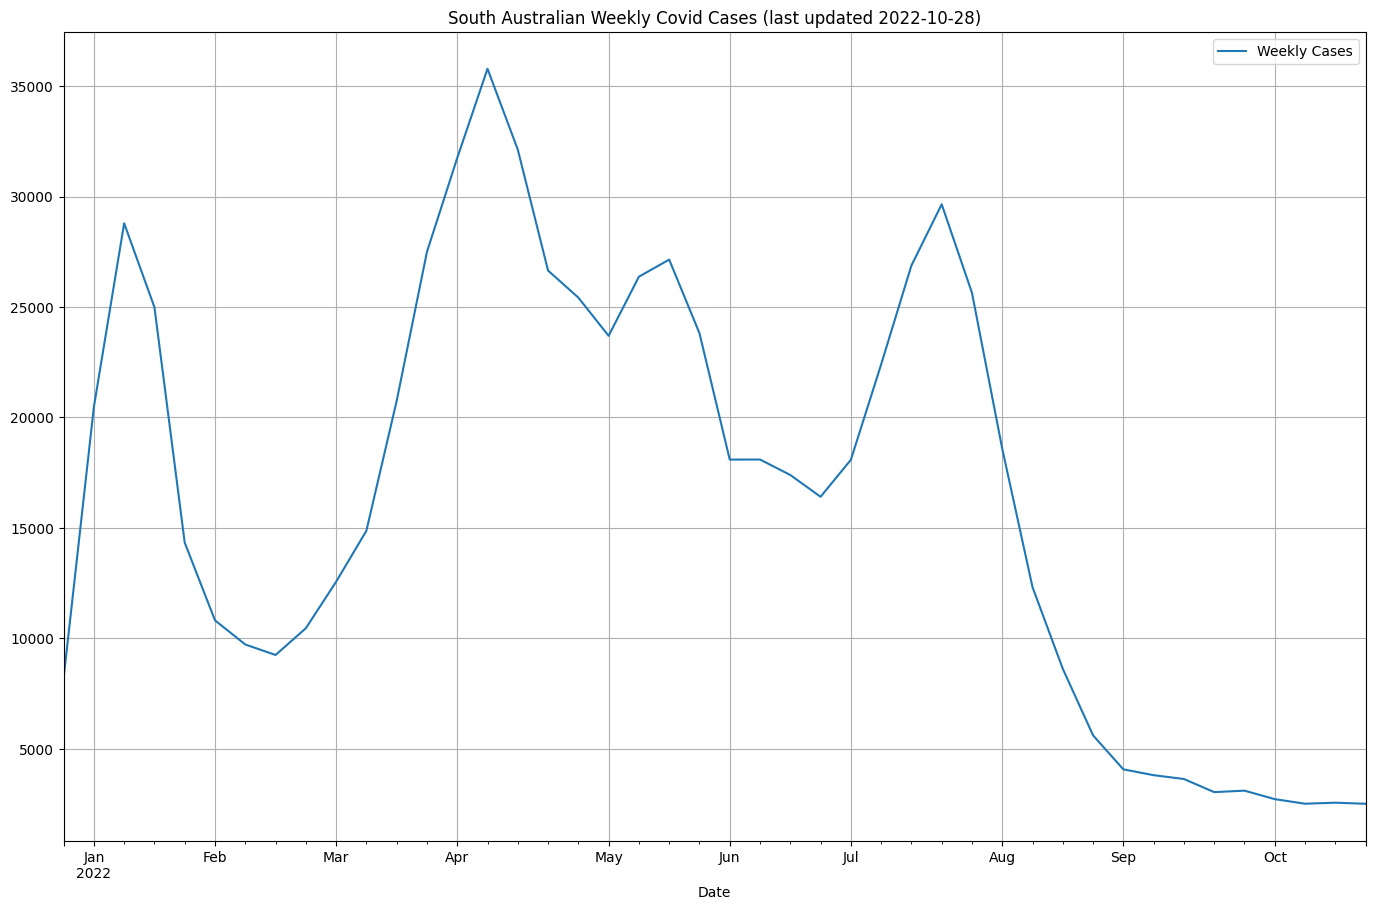 South Australian Weekly Covid Cases (last updated 2022-10-28)
Weekly Cases
35000
30000
25000
20000
15000
10000
5000
Jan Feb Mar Apr May Jun Jul Aug Sep Oct
2022
Date